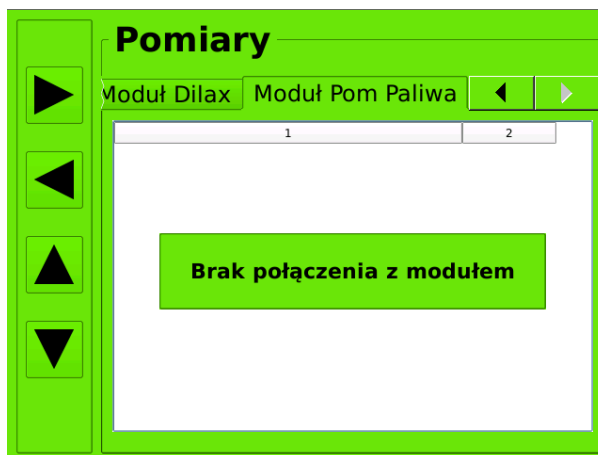 Pomiary
Moduł Dilax
Moduł Pom Paliwa
1
2
Brak połączenia z modułem